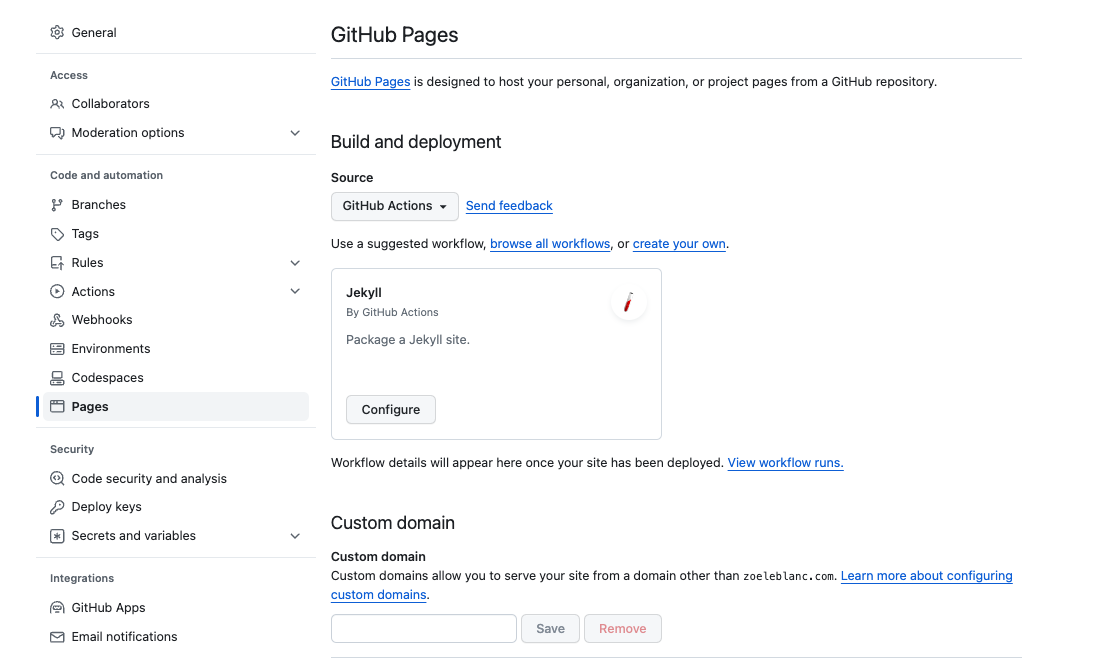 General
Access
Collaborators
Moderation options
Code and automation
Branches
Tags
Rules
Actions
Webhooks
Environments
Codespaces
Pages
Security
Code security and analysis
Deploy keys
Secrets and variables
Integrations
GitHub Apps
Email notifications
GitHub Pages
GitHub Pages is designed to host your personal, organization, or project pages from a GitHub repository.
Build and deployment
Source
GitHub Actions Send feedback
Use a suggested workflow, browse all workflows, or create your own.
Jekyll
By GitHub Actions
Package a Jekyll site.
Configure
Workflow details will appear here once your site has been deployed. View workflow runs.
Custom domain
Custom domain
Custom domains allow you to serve your site from a domain other than zoeleblanc.com. Learn more about configuring
custom domains.
Save Remove